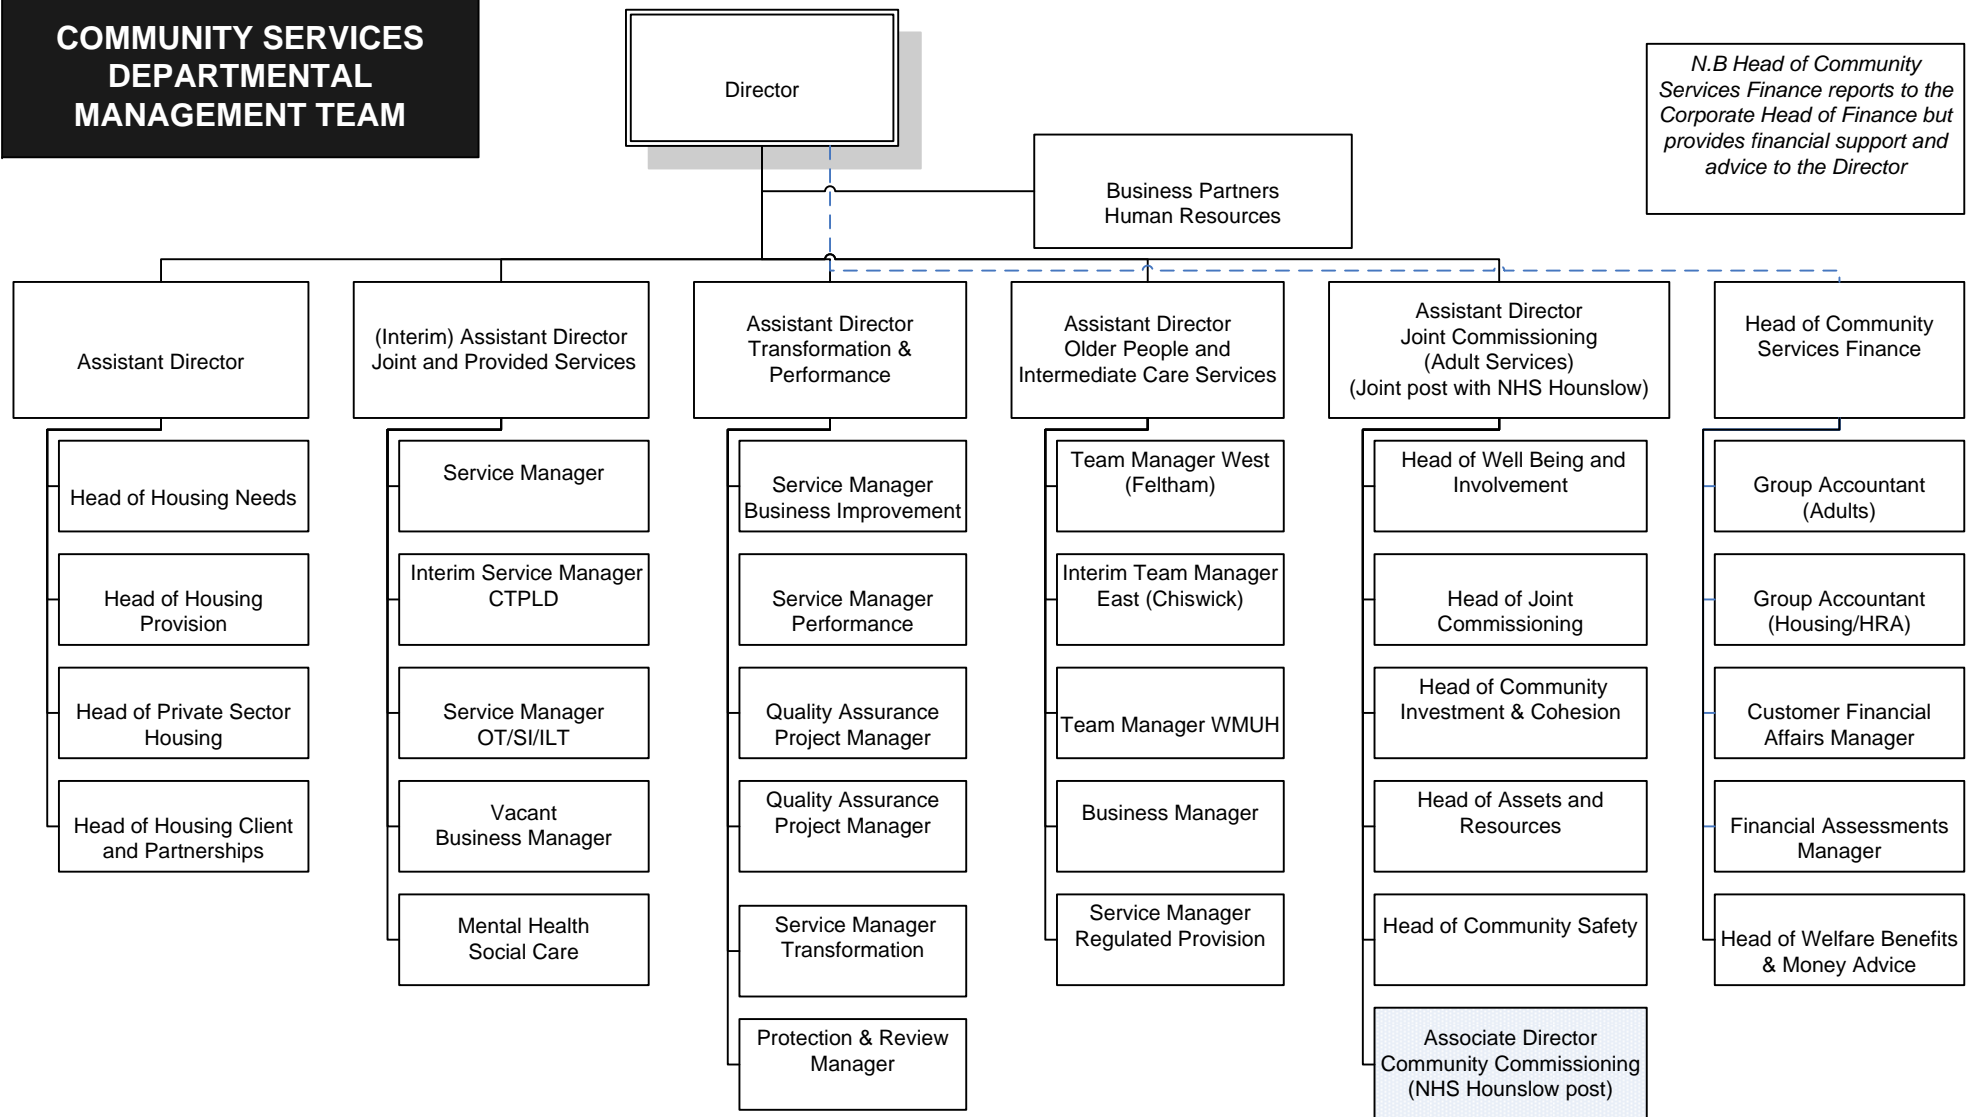 COMMUNITY SERVICES
DEPARTMENTAL
MANAGEMENT TEAM
Director
N.B Head of Community
Services Finance reports to the
Corporate Head of Finance but
provides financial support and
advice to the Director
Business Partners
Human Resources
Assistant Director
(Interim) Assistant Director
Joint and Provided Services
Assistant Director
Transformation &
Performance
Assistant Director
Older People and
Intermediate Care Services
Assistant Director
Joint Commissioning
(Adult Services)
(Joint post with NHS Hounslow)
Head of Community
Services Finance
Head of Housing Needs
Head of Housing
Provision
Head of Private Sector
Housing
Head of Housing Client
and Partnerships
Service Manager
Interim Service Manager
CTPLD
Service Manager
OT/SI/ILT
Vacant
Business Manager
Mental Health
Social Care
Service Manager
Business Improvement
Service Manager
Performance
Quality Assurance
Project Manager
Quality Assurance
Project Manager
Service Manager
Transformation
Protection & Review
Manager
Team Manager West
(Feltham)
Interim Team Manager
East (Chiswick)
Team Manager WMUH
Business Manager
Service Manager
Regulated Provision
Head of Well Being and
Involvement
Head of Joint
Commissioning
Head of Community
Investment & Cohesion
Head of Assets and
Resources
Head of Community Safety
Associate Director
Community Commissioning
(NHS Hounslow post)
Group Accountant
(Adults)
Group Accountant
(Housing/HRA)
Customer Financial
Affairs Manager
Financial Assessments
Manager
Head of Welfare Benefits
& Money Advice